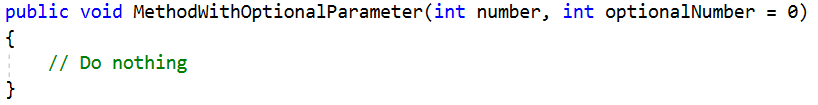 public void MethodWithOptionalParameter(int number, int optionalNumber = 0)
{
    // Do nothing
}